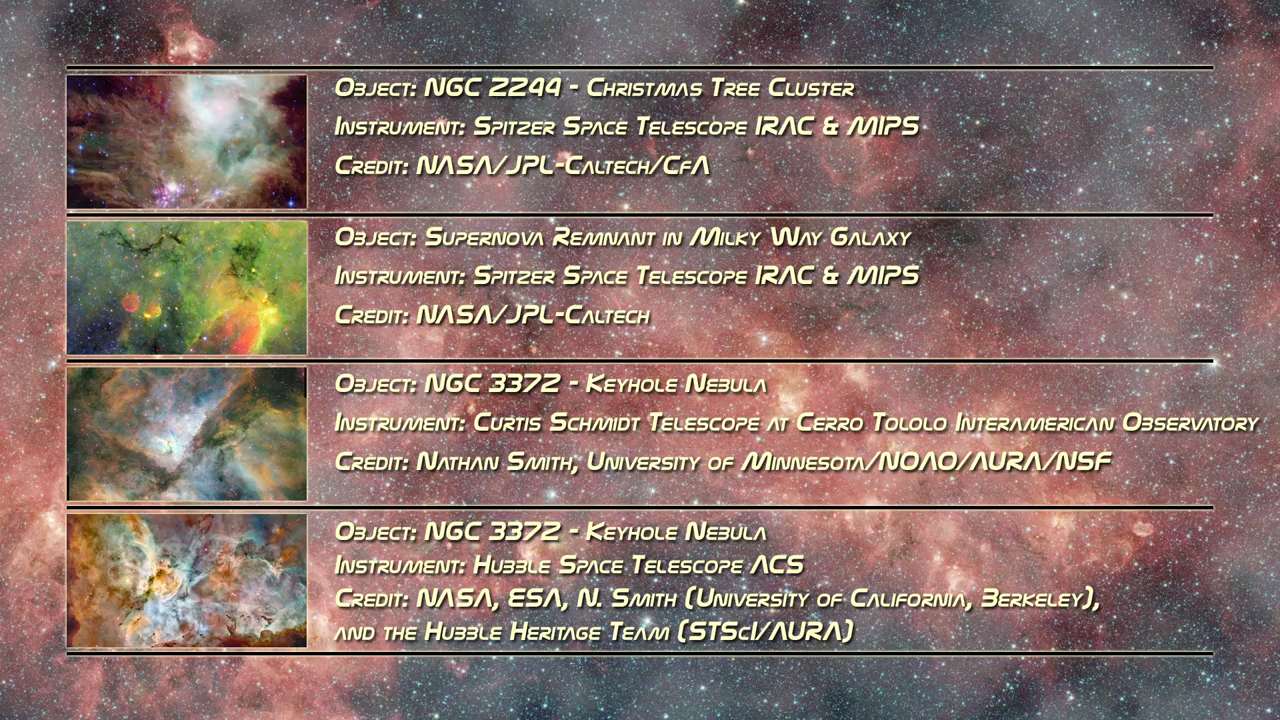 Object: NGC 2244 - Christmas Tree Cluster
Instrument: Spitzer Space Telescope IRAC & MIPS
Credit: NASA/JPL-Caltech/CfA
Object: Supernova Remnant in Milky Way Galaxy
Instrument: Spitzer Space Telescope IRAC & MIPS
Credit: NASA/JPL-Caltech
Object: NGC 3372 - Keyhole Nebula
Instrument: Curtis Schmidt Telescope at Cerro Tololo Interamerican Observatory
Credit: Nathan Smith, University of Minnesota/NOAO/AURA/NSF
Object: NGC 3372 - Keyhole Nebula
Instrument: Hubble Space Telescope ACS
Credit: NASA, ESA, N. Smith (University of California, Berkeley),
and the Hubble Heritage Team (STScI/AURA)